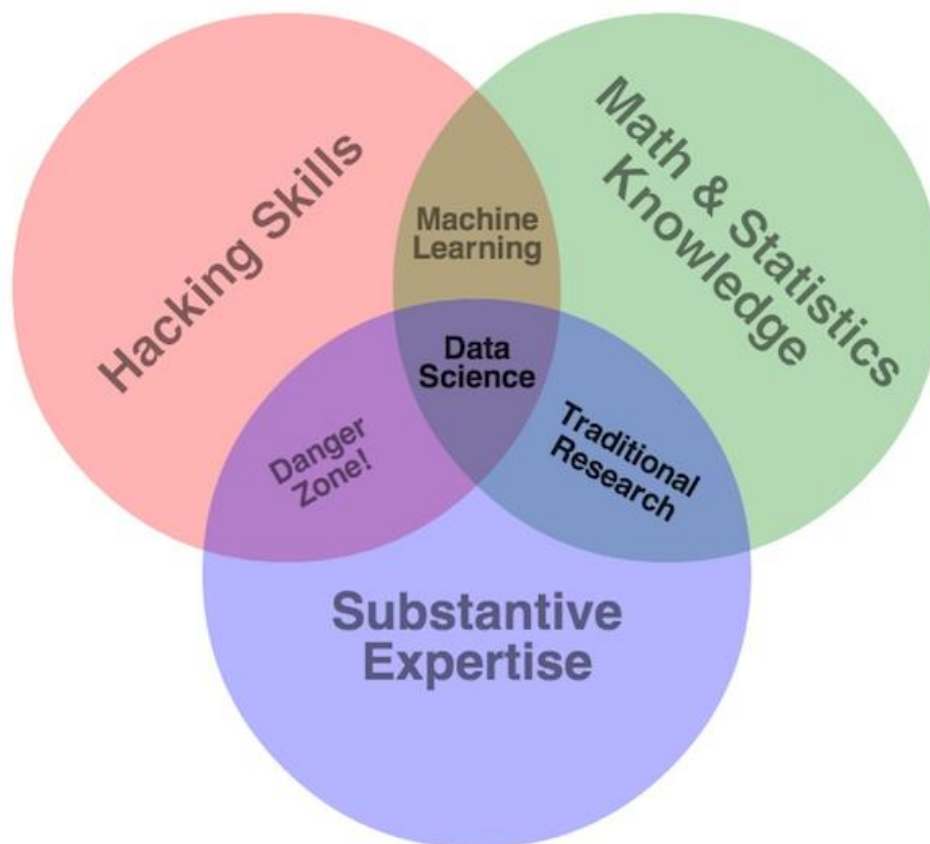 Hacking Skills
Math & Statistics
Knowledge
Machine
Learning
Data
Science
Danger
Zone!
Traditional
Research
Substantive
Expertise